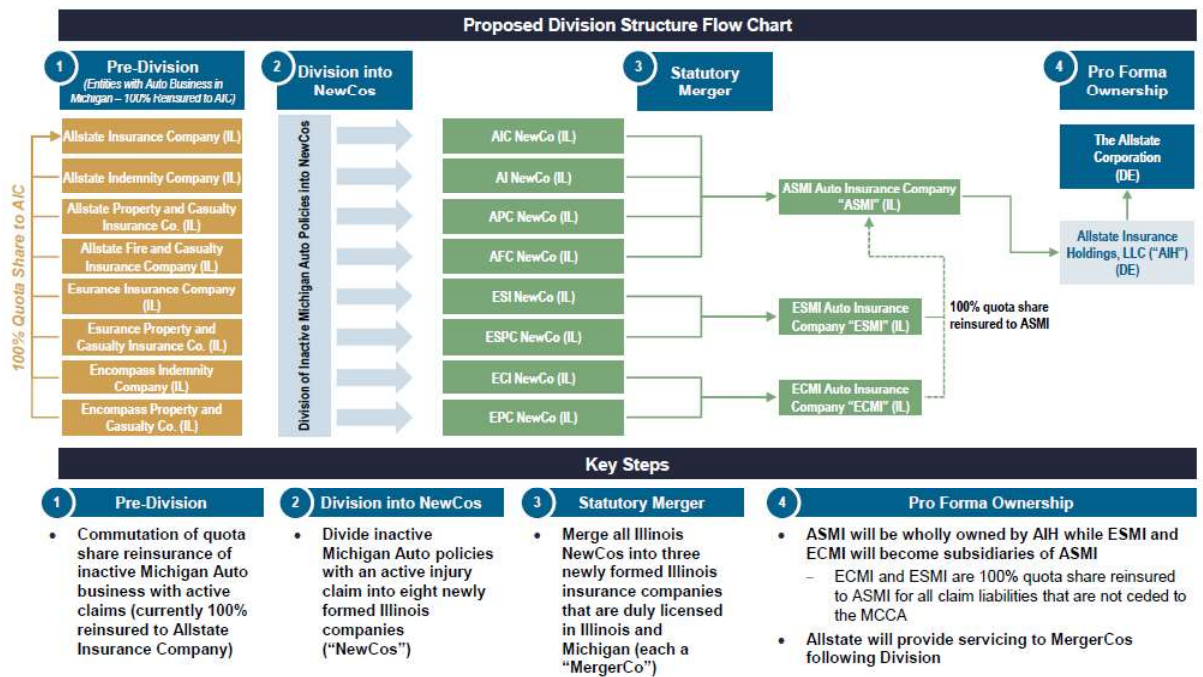 Proposed Division Structure Flow Chart
1
Pre-Division
(Entities with Auto Business in
Michigan – 100% Reinsured to AIC)
2
Division into
NewCos
3
Statutory
Merger
4
Pro Forma
Ownership
100% Quota Share to AIC
Allstate Insurance Company (IL)
Allstate Indemnity Company (IL)
Allstate Property and Casualty
Insurance Co. (IL)
Allstate Fire and Casualty
Insurance Company (IL)
Esurance Insurance Company
(IL)
Esurance Property and
Casualty Insurance Co. (IL)
Encompass Indemnity
Company (IL)
Encompass Property and
Casualty Co. (IL)
Division of Inactive Michigan Auto Policies into NewCos
AIC NewCo (IL)
AI NewCo (IL)
APC NewCo (IL)
AFC NewCo (IL)
ESI NewCo (IL)
ESPC NewCo (IL)
ECI NewCo (IL)
EPC NewCo (IL)
ASMI Auto Insurance Company
"ASMI" (IL)
ESMI Auto Insurance
Company "ESMI" (IL)
ECMI Auto Insurance
Company "ECMI" (IL)
100% quota share
reinsured to ASMI
The Allstate
Corporation
(DE)
Allstate Insurance
Holdings, LLC ("AIH")
(DE)
Key Steps
1
Pre-Division
• Commutation of quota
share reinsurance of
inactive Michigan Auto
business with active
claims (currently 100%
reinsured to Allstate
Insurance Company)
2
Division into NewCos
• Divide inactive
Michigan Auto policies
with an active injury
claim into eight newly
formed Illinois
companies
("NewCos")
3
Statutory Merger
• Merge all Illinois
NewCos into three
newly formed Illinois
insurance companies
that are duly licensed
in Illinois and
Michigan (each a
"MergerCo")
4
Pro Forma Ownership
• ASMI will be wholly owned by AIH while ESMI and
ECMI will become subsidiaries of ASMI
– ECMI and ESMI are 100% quota share reinsured
to ASMI for all claim liabilities that are not ceded to
the MCCA
• Allstate will provide servicing to MergerCos
following Division